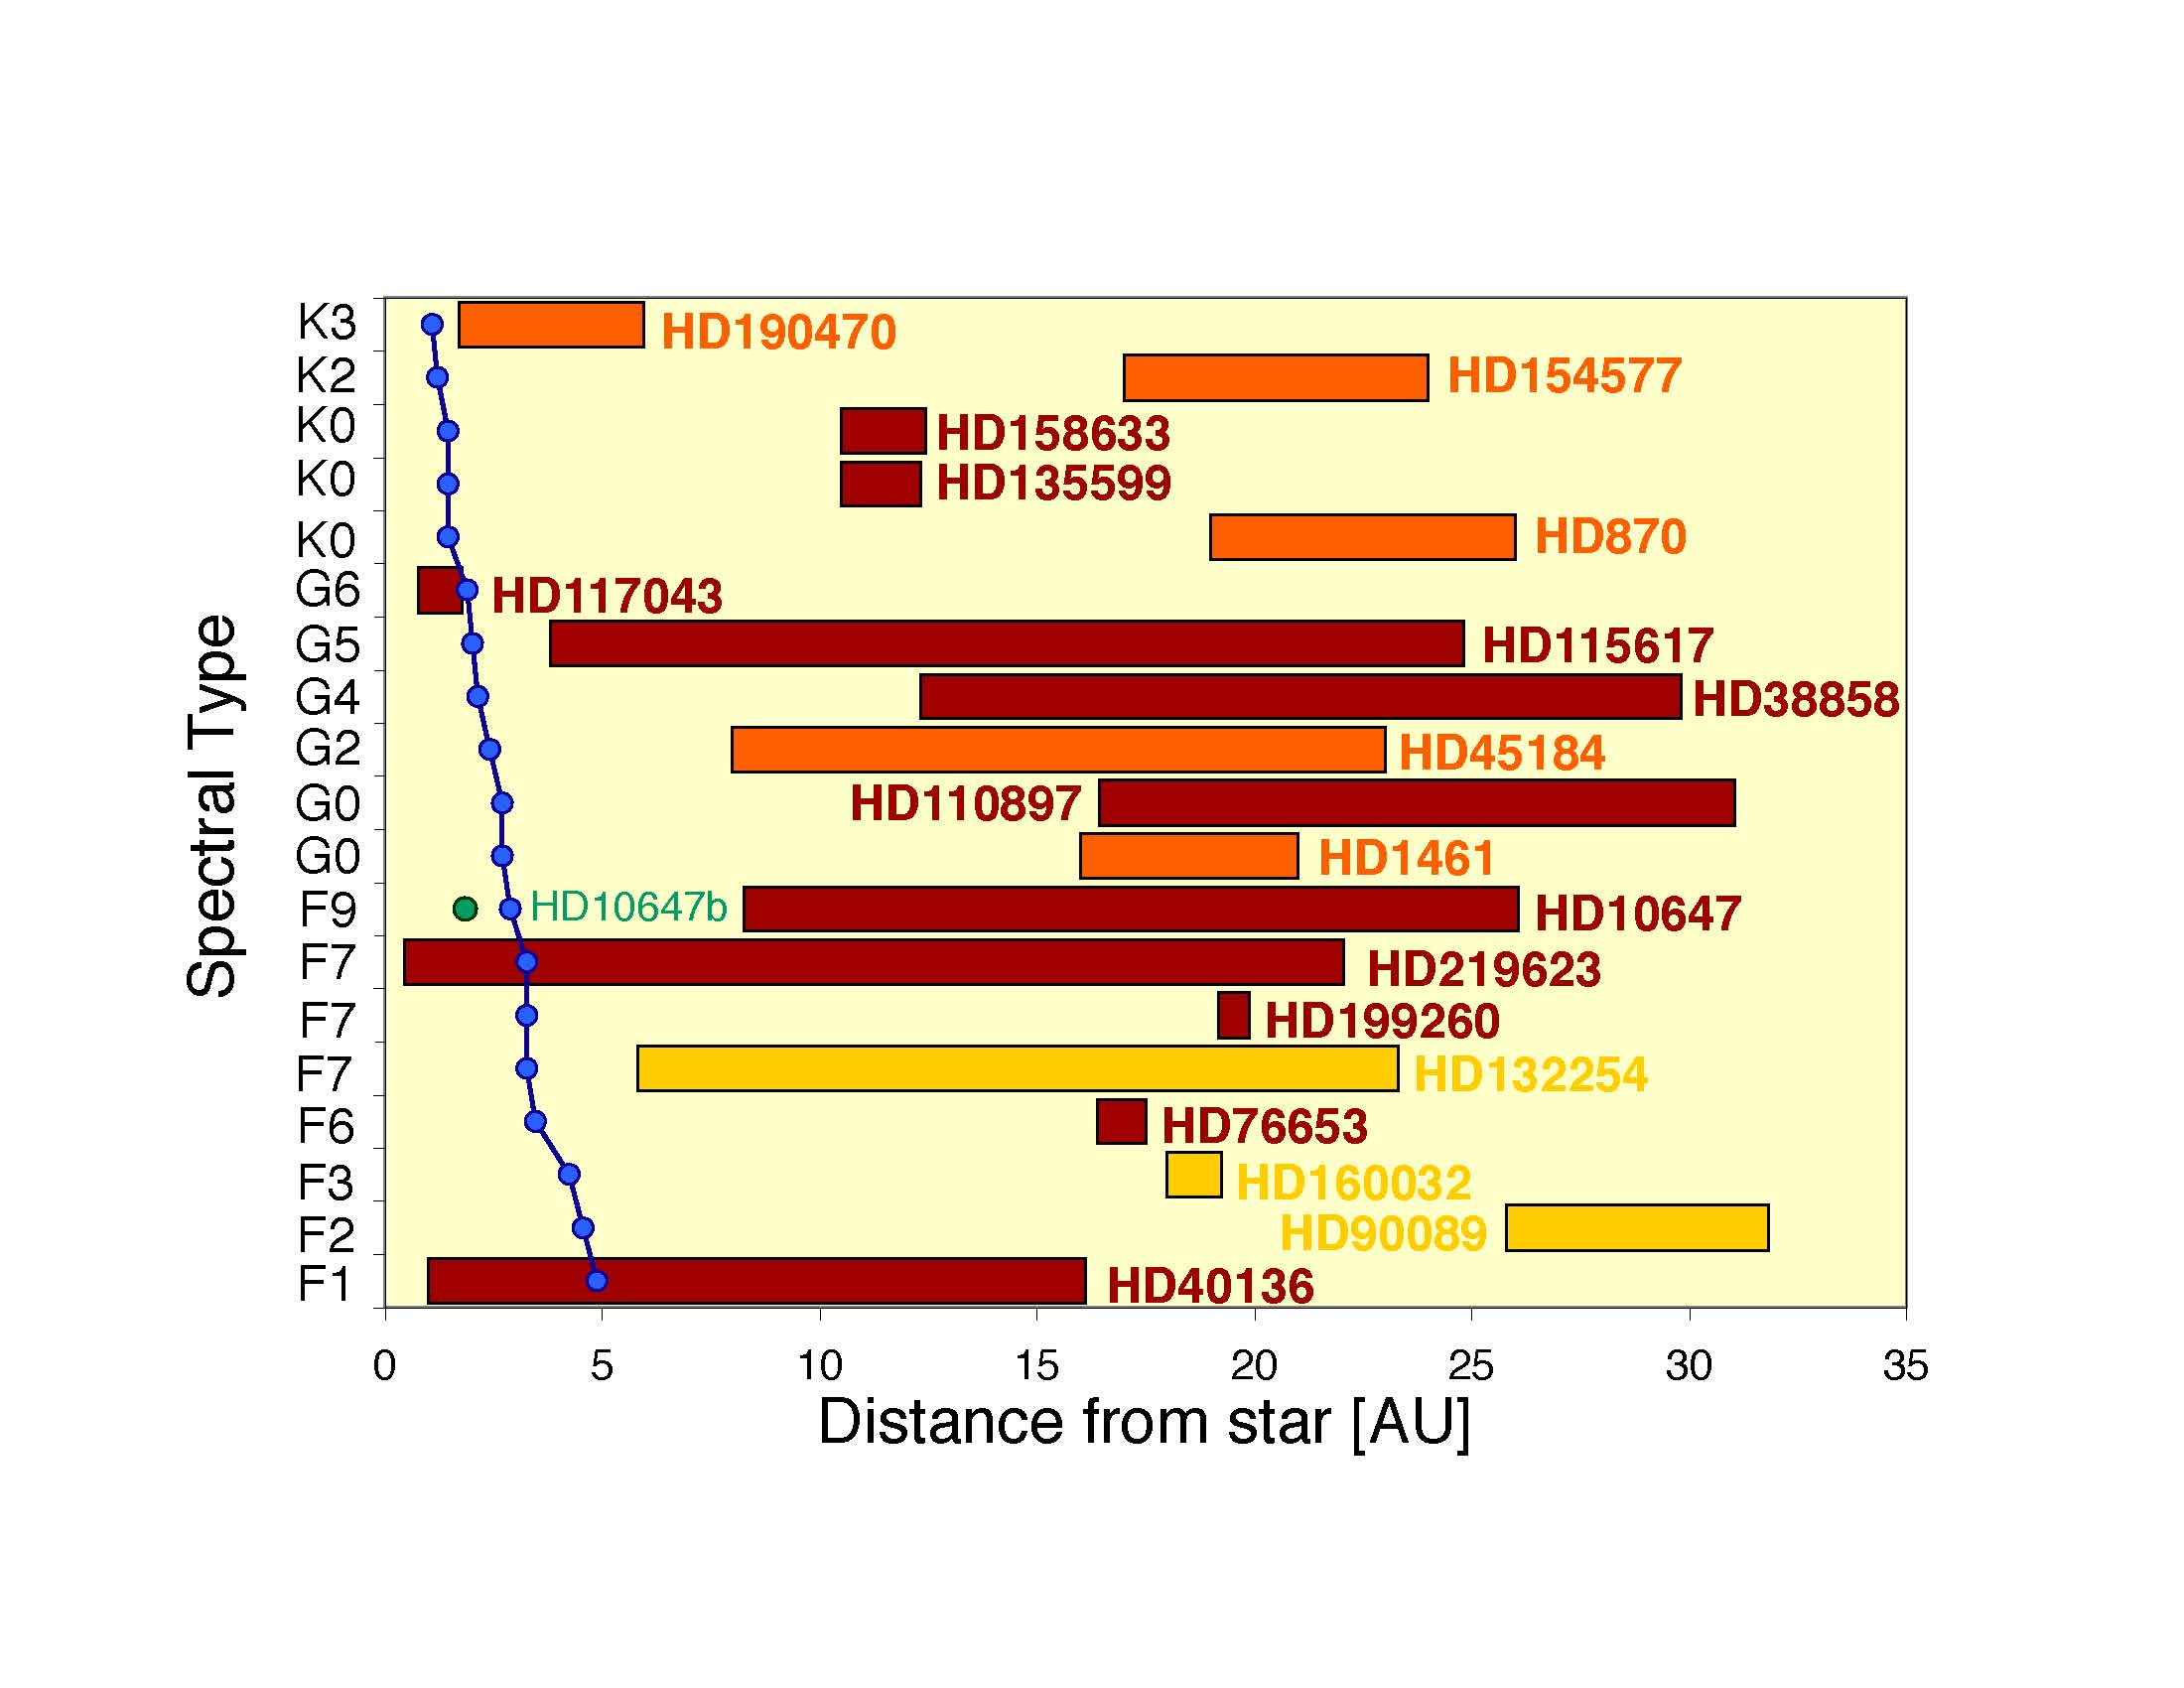 K3 HD190470
K2 HD154577
K0 HD158633
K0 HD135599
K0 HD870
G6 HD117043
G5 HD115617
G4 HD38858
G2 HD45184
G0 HD110897
G0 HD1461
F9 HD10647b HD10647
F7 HD219623
F7 HD199260
F7 HD132254
F6 HD76653
F3 HD160032
F2 HD90089
F1 HD40136
Spectral Type
0 5 10 15 20 25 30 35
Distance from star [AU]